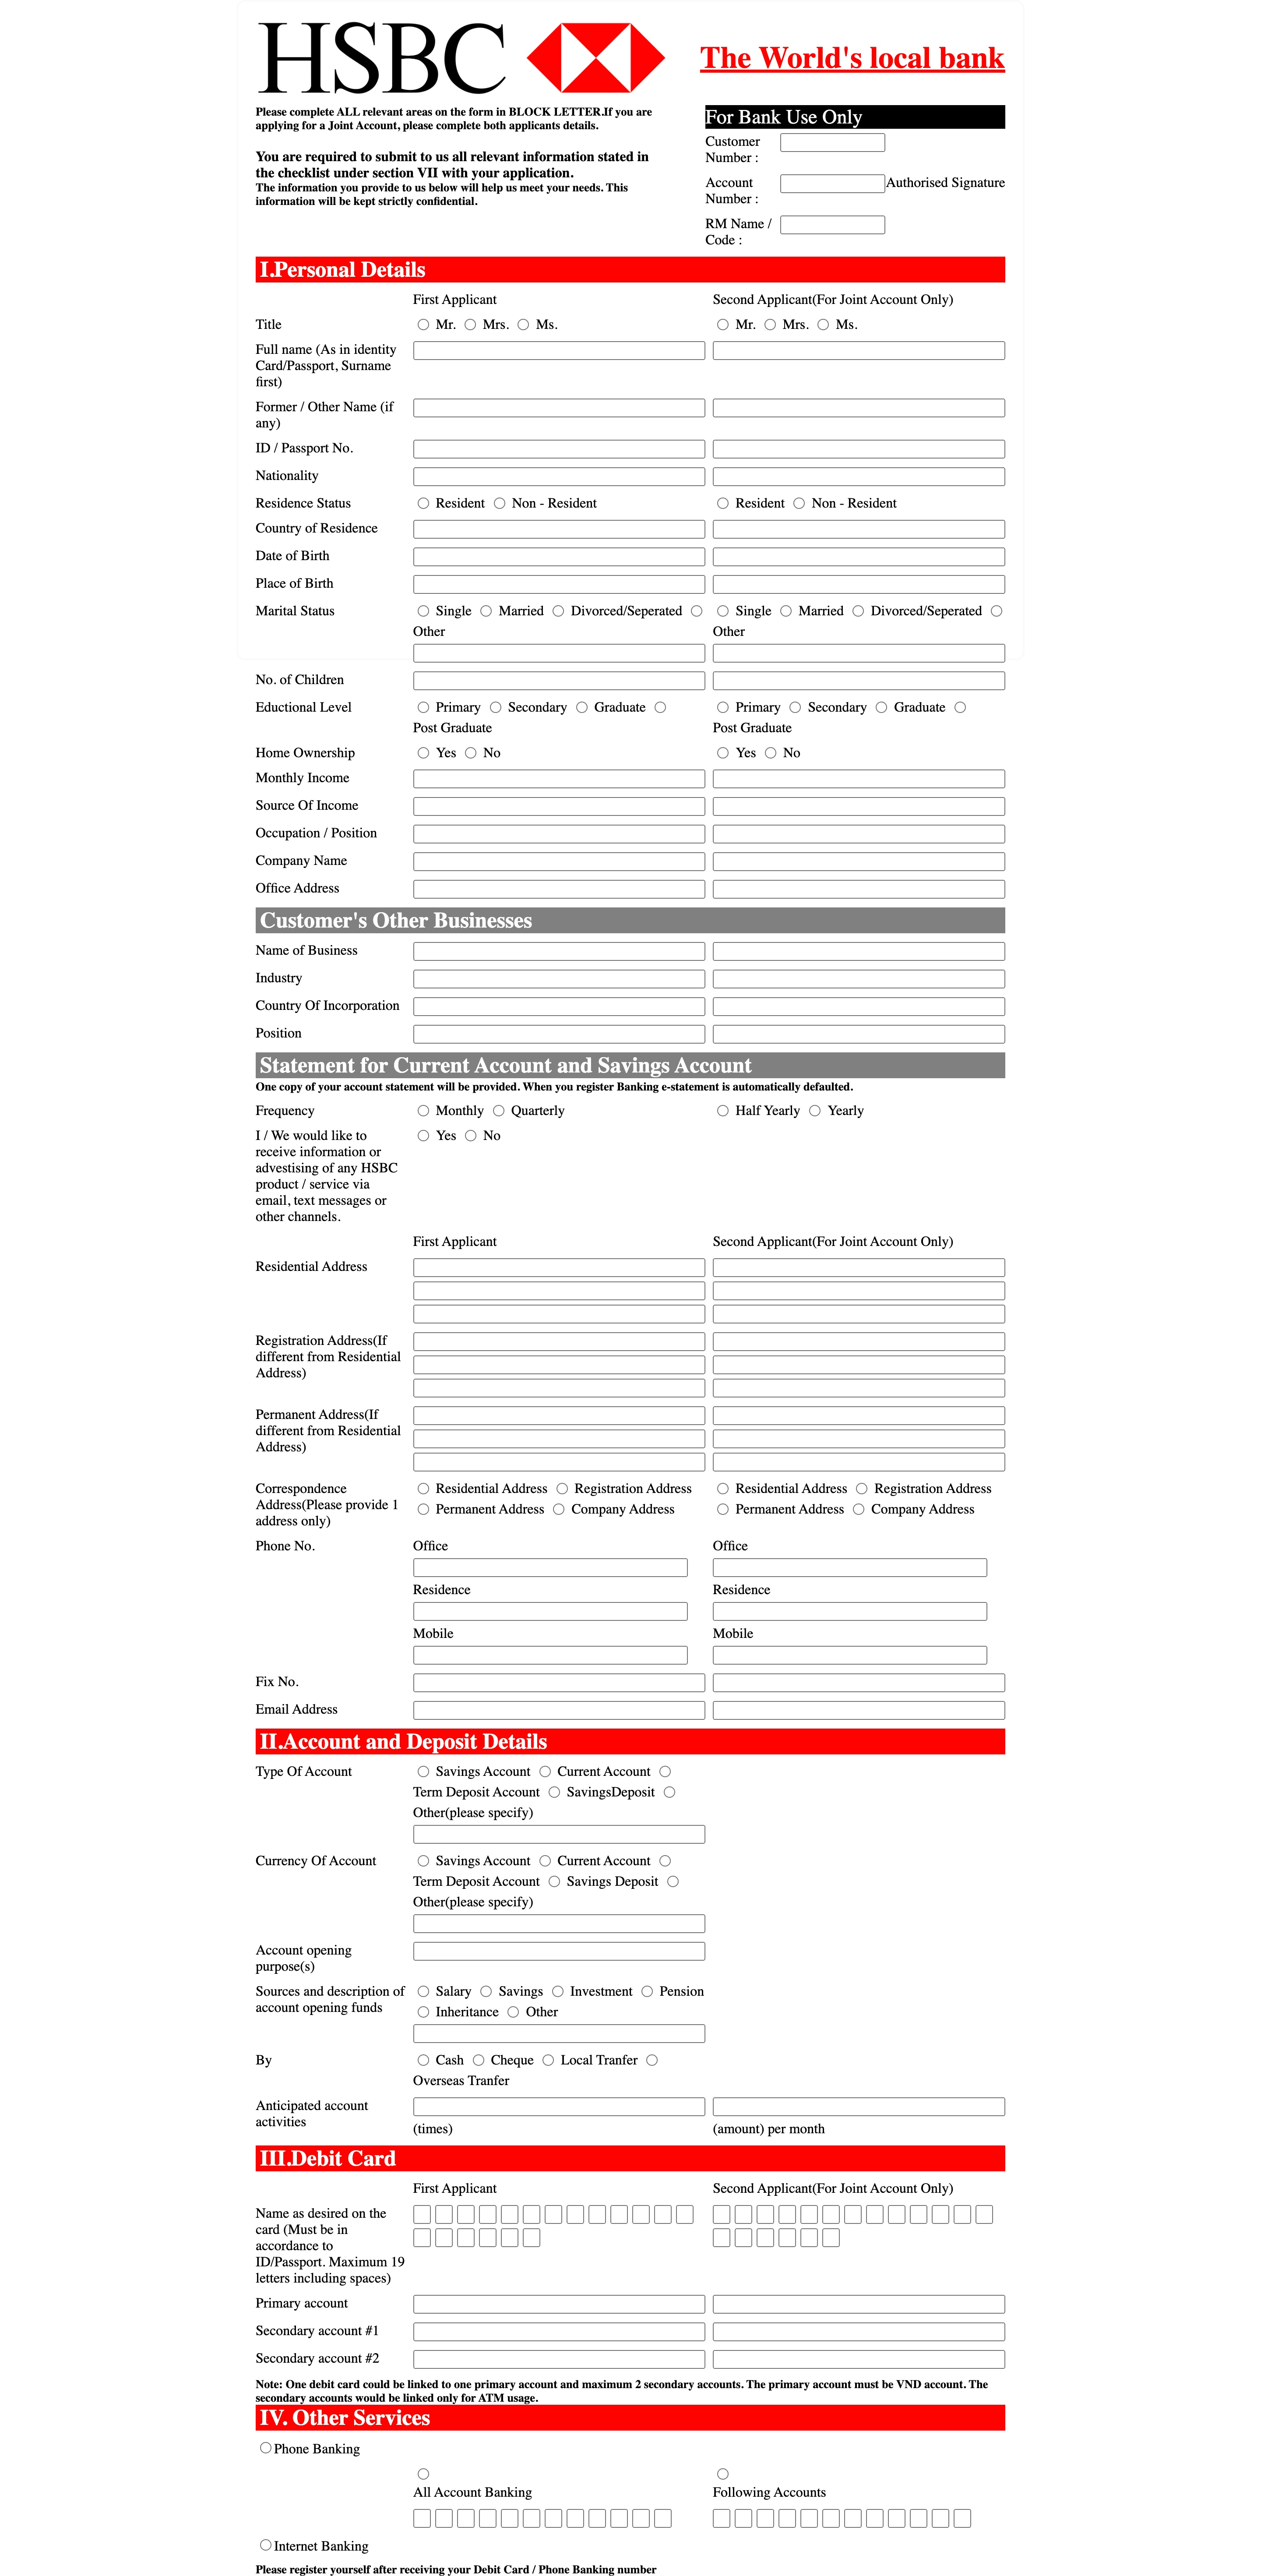 HSBC
The World's local bank
Please complete ALL relevant areas on the form in BLOCK LETTER.If you are
applying for a Joint Account, please complete both applicants details.
You are required to submit to us all relevant information stated in
the checklist under section VII with your application.
The information you provide to us below will help us meet your needs. This
information will be kept strictly confidential.
For Bank Use Only
Customer
Number :
Account
Number :
Authorised Signature
RM Name /
Code :
I.Personal Details
First Applicant Second Applicant(For Joint Account Only)
Title Mr. Mrs. Ms. Mr. Mrs. Ms.
Full name (As in identity
Card/Passport, Surname
first)
Former / Other Name (if
any)
ID / Passport No.
Nationality
Residence Status Resident Non - Resident Resident Non - Resident
Country of Residence
Date of Birth
Place of Birth
Marital Status Single Married Divorced/Seperated Single Married Divorced/Seperated
Other Other
No. of Children
Eductional Level Primary Secondary Graduate Primary Secondary Graduate
Post Graduate Post Graduate
Home Ownership Yes No Yes No
Monthly Income
Source Of Income
Occupation / Position
Company Name
Office Address
Customer's Other Businesses
Name of Business
Industry
Country Of Incorporation
Position
Statement for Current Account and Savings Account
One copy of your account statement will be provided. When you register Banking e-statement is automatically defaulted.
Frequency Monthly Quarterly Half Yearly Yearly
I / We would like to Yes No
receive information or
advestising of any HSBC
product / service via
email, text messages or
other channels.
First Applicant Second Applicant(For Joint Account Only)
Residential Address
Registration Address(If
different from Residential
Address)
Permanent Address(If
different from Residential
Address)
Correspondence Residential Address Registration Address Residential Address Registration Address
Address(Please provide 1 Permanent Address Company Address Permanent Address Company Address
address only)
Phone No. Office Office
Residence Residence
Mobile Mobile
Fix No.
Email Address
II.Account and Deposit Details
Type Of Account Savings Account Current Account
Term Deposit Account SavingsDeposit
Other(please specify)
Currency Of Account Savings Account Current Account
Term Deposit Account Savings Deposit
Other(please specify)
Account opening
purpose(s)
Sources and description of Salary Savings Investment Pension
account opening funds Inheritance Other
By Cash Cheque Local Tranfer
Overseas Tranfer
Anticipated account
activities
(times) (amount) per month
III.Debit Card
First Applicant Second Applicant(For Joint Account Only)
Name as desired on the
card (Must be in
accordance to
ID/Passport. Maximum 19
letters including spaces)
Primary account
Secondary account #1
Secondary account #2
Note: One debit card could be linked to one primary account and maximum 2 secondary accounts. The primary account must be VND account. The
secondary accounts would be linked only for ATM usage.
IV. Other Services
Phone Banking
All Account Banking Following Accounts
Internet Banking
Please register yourself after receiving your Debit Card / Phone Banking number